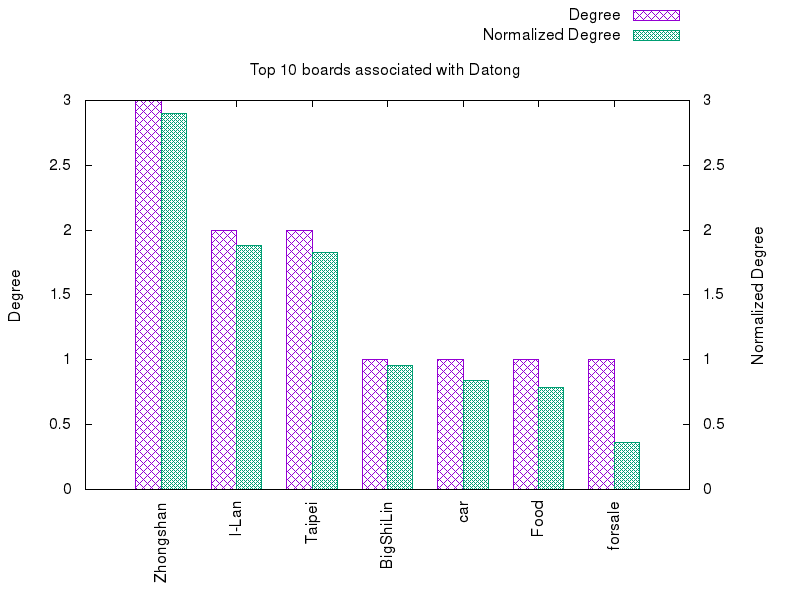 Degree
Normalized Degree
Top 10 boards associated with Datong
3
2.5
2
1.5
1
0.5
0
3
2.5
2
1.5
1
0.5
0
Degree
Normalized Degree
Zhongshan
I-Lan
Taipei
BigShiLin
car
Food
forsale